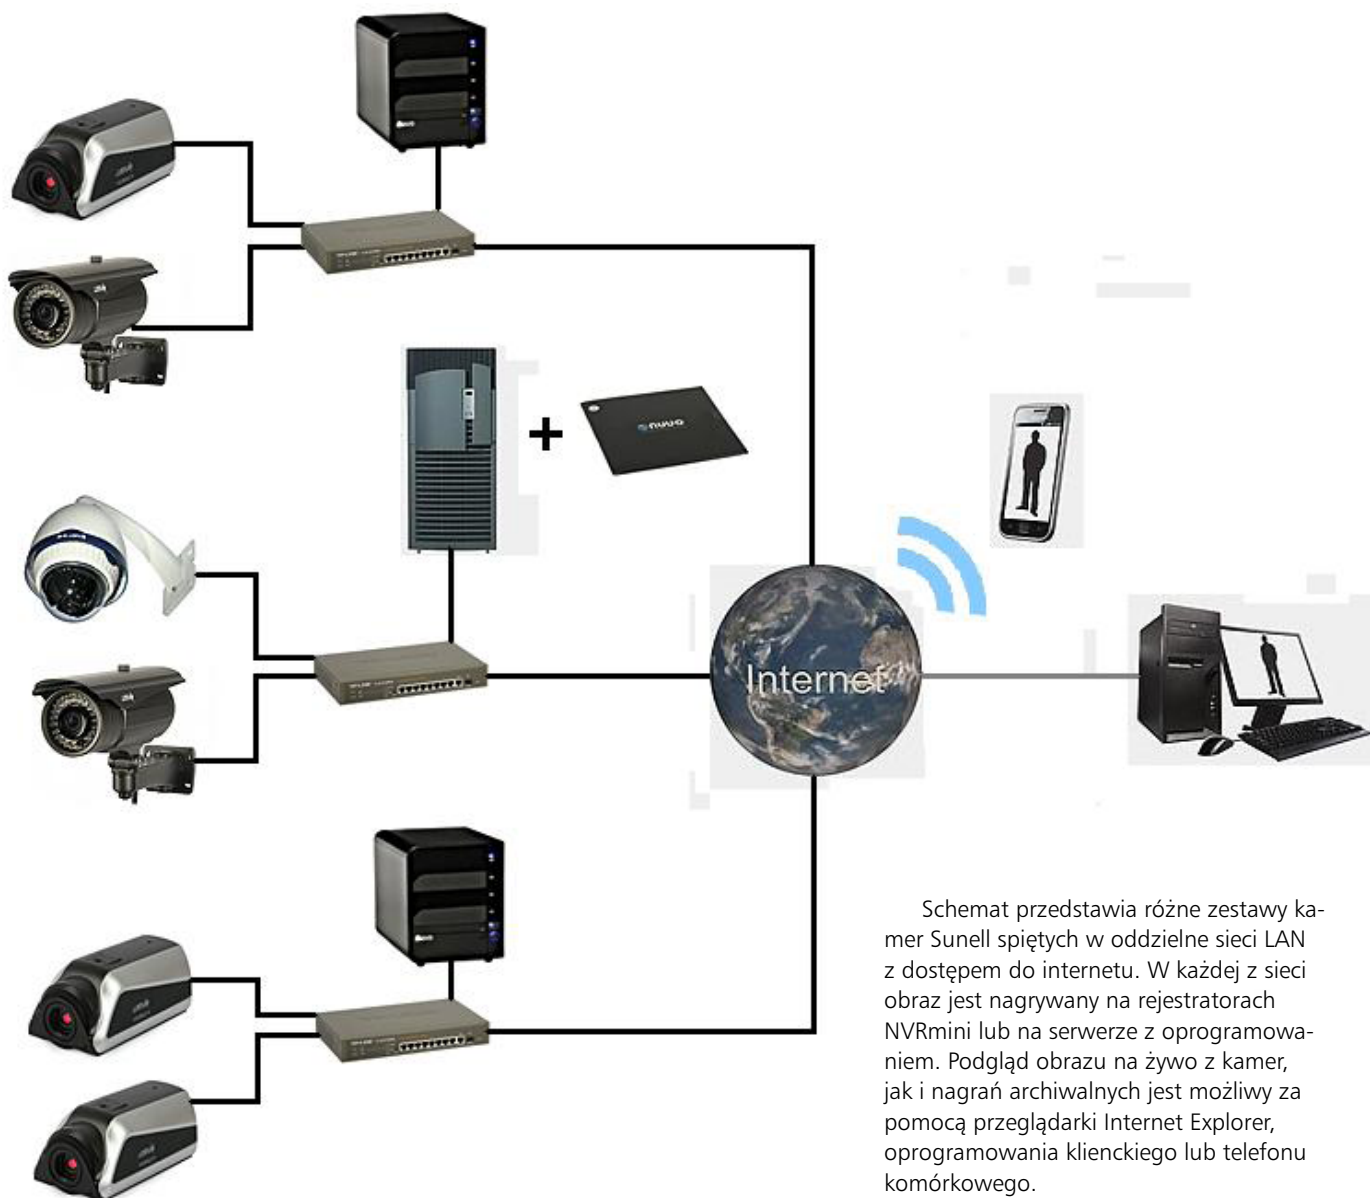 nuuo
Internet
Schemat przedstawia różne zestawy ka-
mer Sunell spiętych w oddzielne sieci LAN
z dostępem do internetu. W każdej z sieci
obraz jest nagrywany na rejestratorach
NVRmini lub na serwerze z oprogramowa-
niem. Podgląd obrazu na żywo z kamer,
jak i nagrań archiwalnych jest możliwy za
pomocą przeglądarki Internet Explorer,
oprogramowania klienckiego lub telefonu
komórkowego.